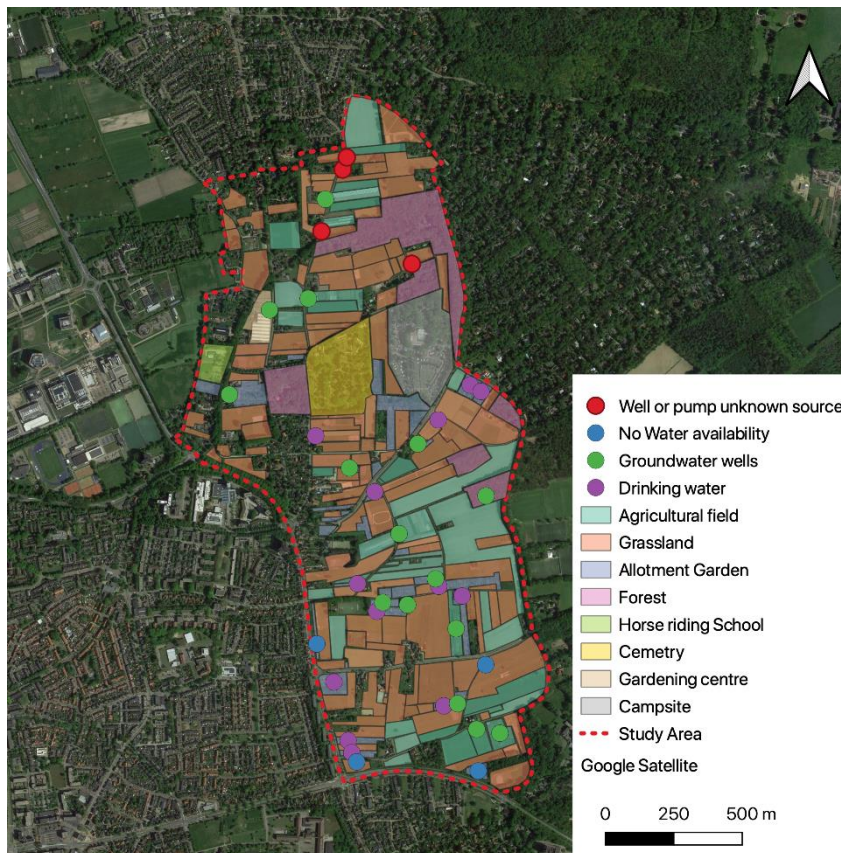 Well or pump unknown source
No Water availability
Groundwater wells
Drinking water
Agricultural field
Grassland
Allotment Garden
Forest
Horse riding School
Cemetry
Gardening centre
Campsite
Study Area
Google Satellite
0 250 500 m